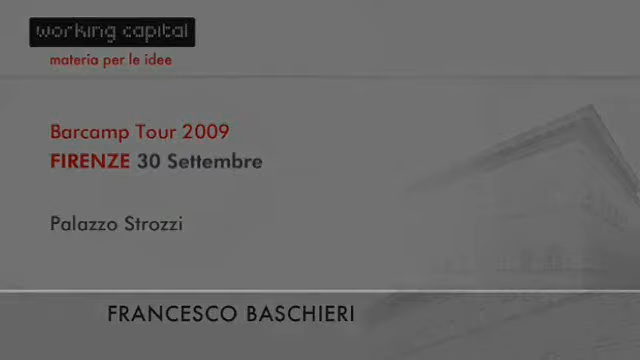 working capital
materia per le idee
Barcamp Tour 2009
FIRENZE 30 Settembre
Palazzo Strozzi
FRANCESCO BASCHIERI